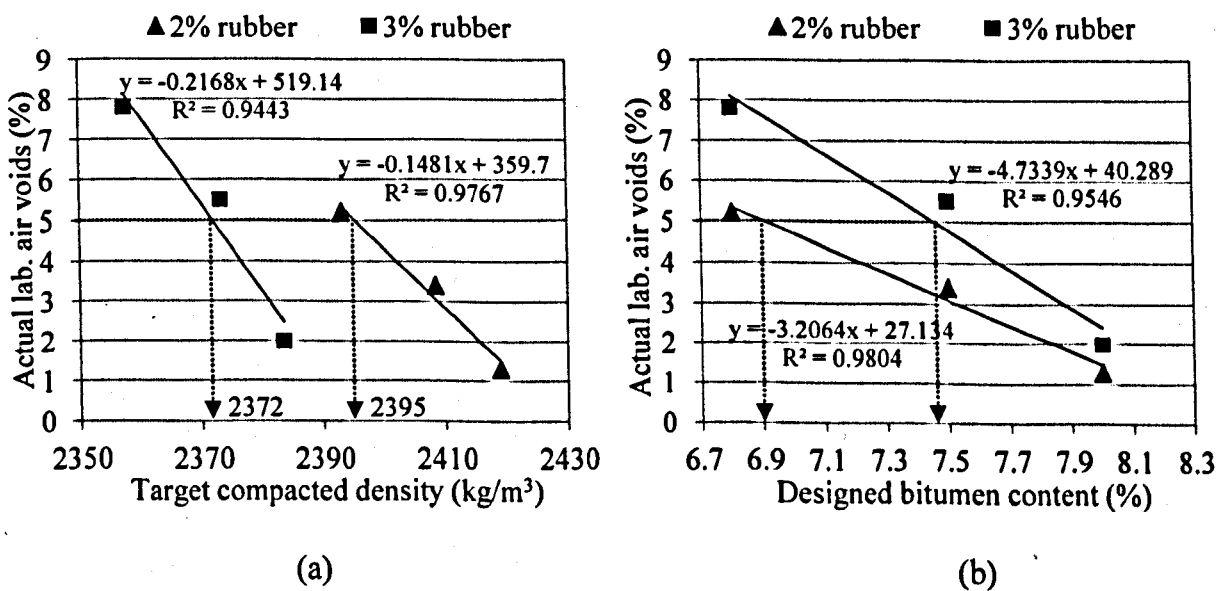 ▲ 2% rubber ■ 3% rubber
Actual lab. air voids (%)
9
8
7
6
5
4
3
2
1
0
y = -0.2168x + 519.14
R² = 0.9443
y = -0.1481x + 359.7
R² = 0.9767
2372
2395
2350 2370 2390 2410 2430
Target compacted density (kg/m³)
(a)
▲ 2% rubber ■ 3% rubber
Actual lab. air voids (%)
9
8
7
6
5
4
3
2
1
0
y = -4.7339x + 40.289
R² = 0.9546
y = -3.2064x + 27.134
R² = 0.9804
6.7 6.9 7.1 7.3 7.5 7.7 7.9 8.1 8.3
Designed bitumen content (%)
(b)